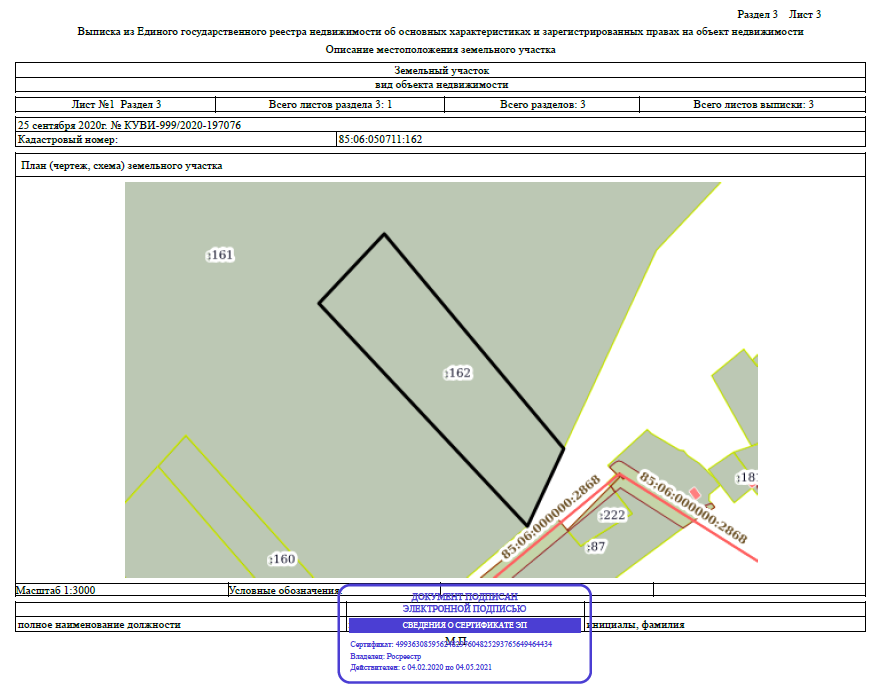 Раздел 3 Лист 3
Выписка из Единого государственного реестра недвижимости об основных характеристиках и зарегистрированных правах на объект недвижимости
Описание местоположения земельного участка
Земельный участок
вид объекта недвижимости
Лист №1 Раздел 3 Всего листов раздела 3: 1 Всего разделов: 3 Всего листов выписки: 3
25 сентября 2020г. № КУВИ-999/2020-197076
Кадастровый номер: 85:06:050711:162
План (чертеж, схема) земельного участка
:161
:162
85:06:000000:2868
85:06:000000:2868
:181
:222
:87
:160
Масштаб 1:3000 Условные обозначения
ДОКУМЕНТ ПОДПИСАН
ЭЛЕКТРОННОЙ ПОДПИСЬЮ
полное наименование должности СВЕДЕНИЯ О СЕРТИФИКАТЕ ЭП инициалы, фамилия
М.П.
Сертификат:
Владелец: Росреестр
Действителен: с 04.02.2020 по 04.05.2021